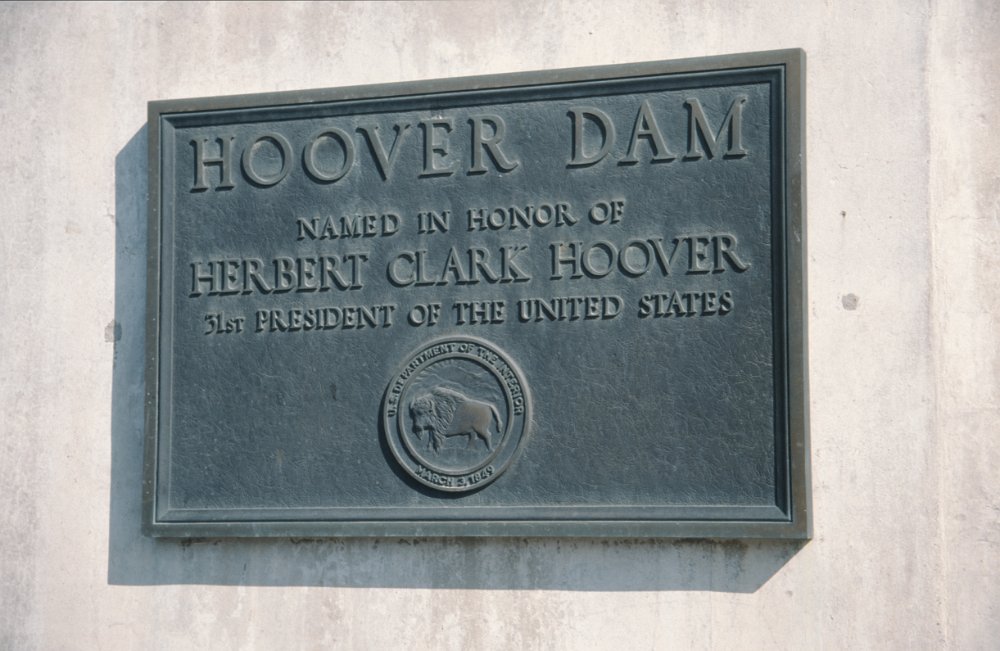 HOOVER DAM
NAMED IN HONOR OF
HERBERT CLARK HOOVER
31ST PRESIDENT OF THE UNITED STATES
U.S. DEPARTMENT OF THE INTERIOR
MARCH 3, 1849